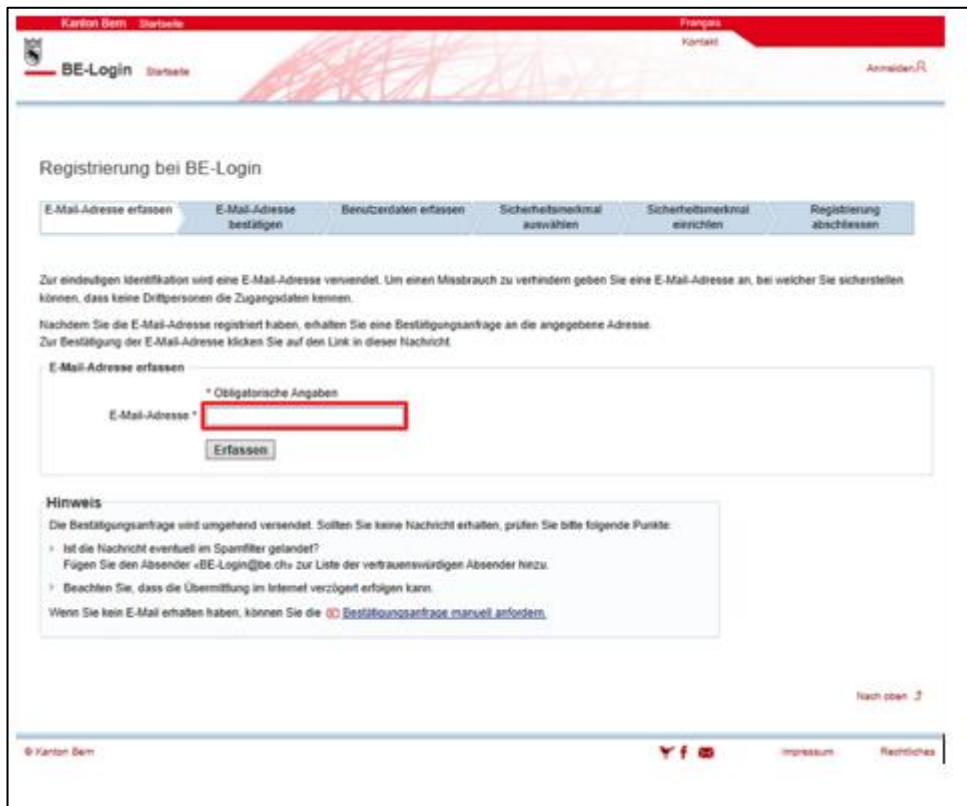 Kanton Bern Startseite Français
Kontakt
BE-Login Startseite Anmelden
Registrierung bei BE-Login
E-Mail-Adresse erfassen
E-Mail-Adresse bestätigen
Benutzerdaten erfassen
Sicherheitsmerkmal auswählen
Sicherheitsmerkmal einrichten
Registrierung abschliessen
Zur eindeutigen Identifikation wird eine E-Mail-Adresse verwendet. Um einen Missbrauch zu verhindern geben Sie eine E-Mail-Adresse an, bei welcher Sie sicherstellen
können, dass keine Drittpersonen die Zugangsdaten kennen.
Nachdem Sie die E-Mail-Adresse registriert haben, erhalten Sie eine Bestätigungsanfrage an die angegebene Adresse.
Zur Bestätigung der E-Mail-Adresse klicken Sie auf den Link in dieser Nachricht.
E-Mail-Adresse erfassen
* Obligatorische Angaben
E-Mail-Adresse *
Erfassen
Hinweis
Die Bestätigungsanfrage wird umgehend versendet. Sollten Sie keine Nachricht erhalten, prüfen Sie bitte folgende Punkte:
Ist die Nachricht eventuell im Spamfilter gelandet?
Fügen Sie den Absender «BE-Login@be.ch» zur Liste der vertrauenswürdigen Absender hinzu.
Beachten Sie, dass die Übermittlung im Internet verzögert erfolgen kann.
Wenn Sie kein E-Mail erhalten haben, können Sie die Bestätigungsanfrage manuell anfordern.
Nach oben
© Kanton Bern Impressum Rechtliches